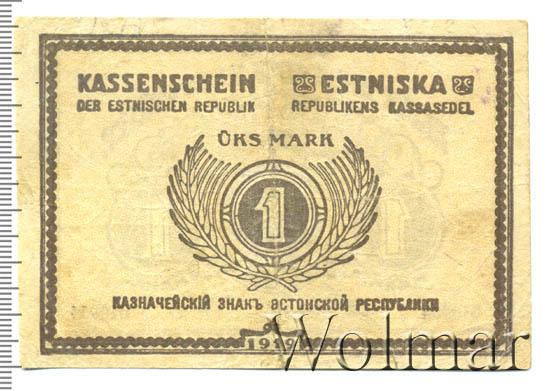 KASSENSCHEIN
DER ESTNISCHEN REPUBLIK
ESTNISKA
REPUBLIKENS KASSASEDEL
ÜKS MARK
1
КАЗНАЧЕЙСКІЙ ЗНАКЪ ЭСТОНСКОЙ РЕСПУБЛИКИ
1919
Wolmar